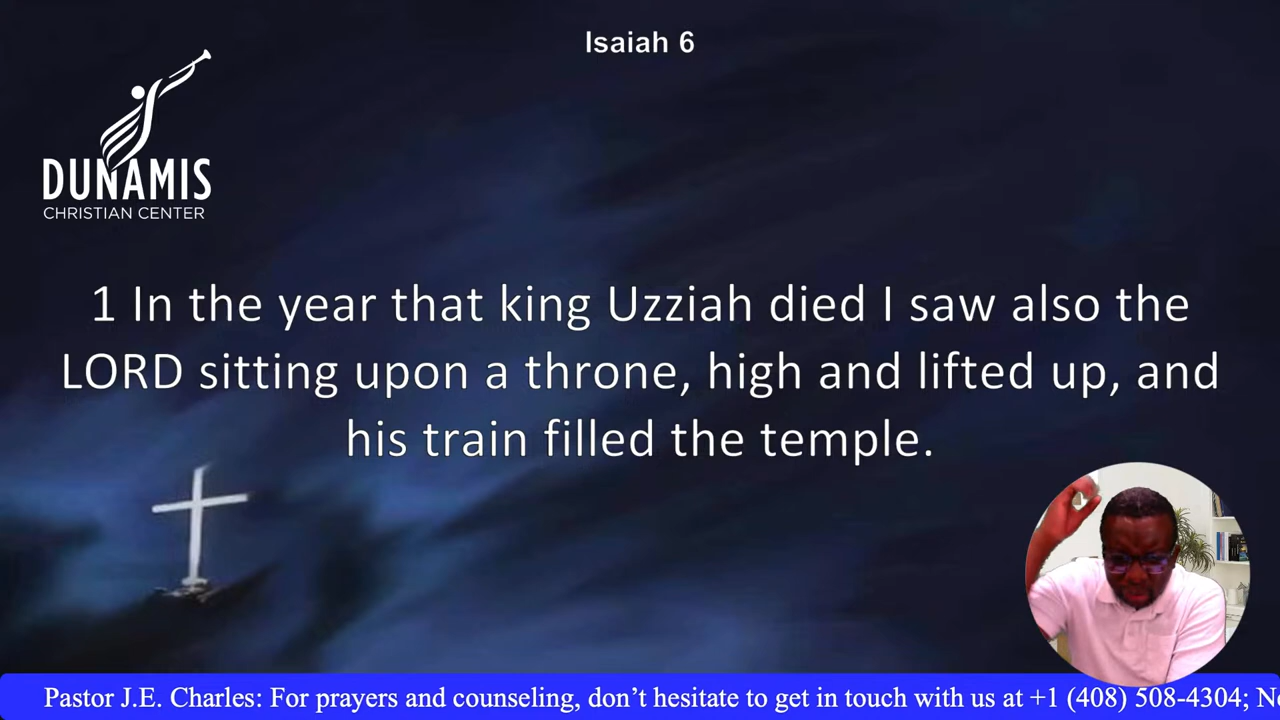 Isaiah 6
DUNAMIS
CHRISTIAN CENTER
1 In the year that king Uzziah died I saw also the
LORD sitting upon a throne, high and lifted up, and
his train filled the temple.
Pastor J.E. Charles: For prayers and counseling, don’t hesitate to get in touch with us at +1 (408) 508-4304;